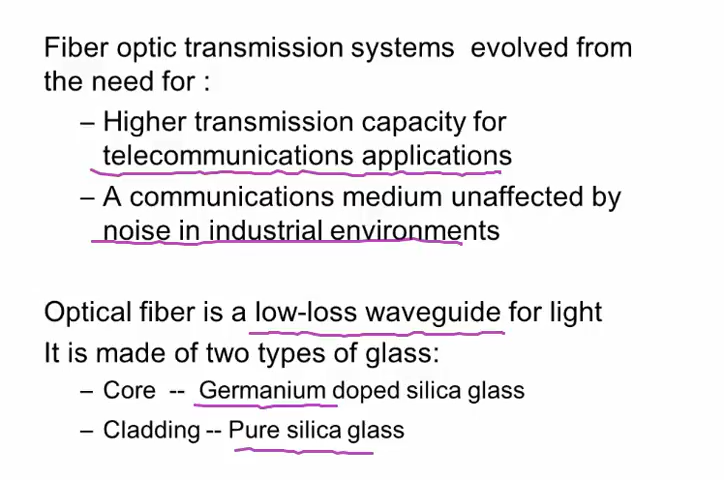 Fiber optic transmission systems evolved from
the need for :
– Higher transmission capacity for
telecommunications applications
– A communications medium unaffected by
noise in industrial environments
Optical fiber is a low-loss waveguide for light
It is made of two types of glass:
– Core -- Germanium doped silica glass
– Cladding -- Pure silica glass